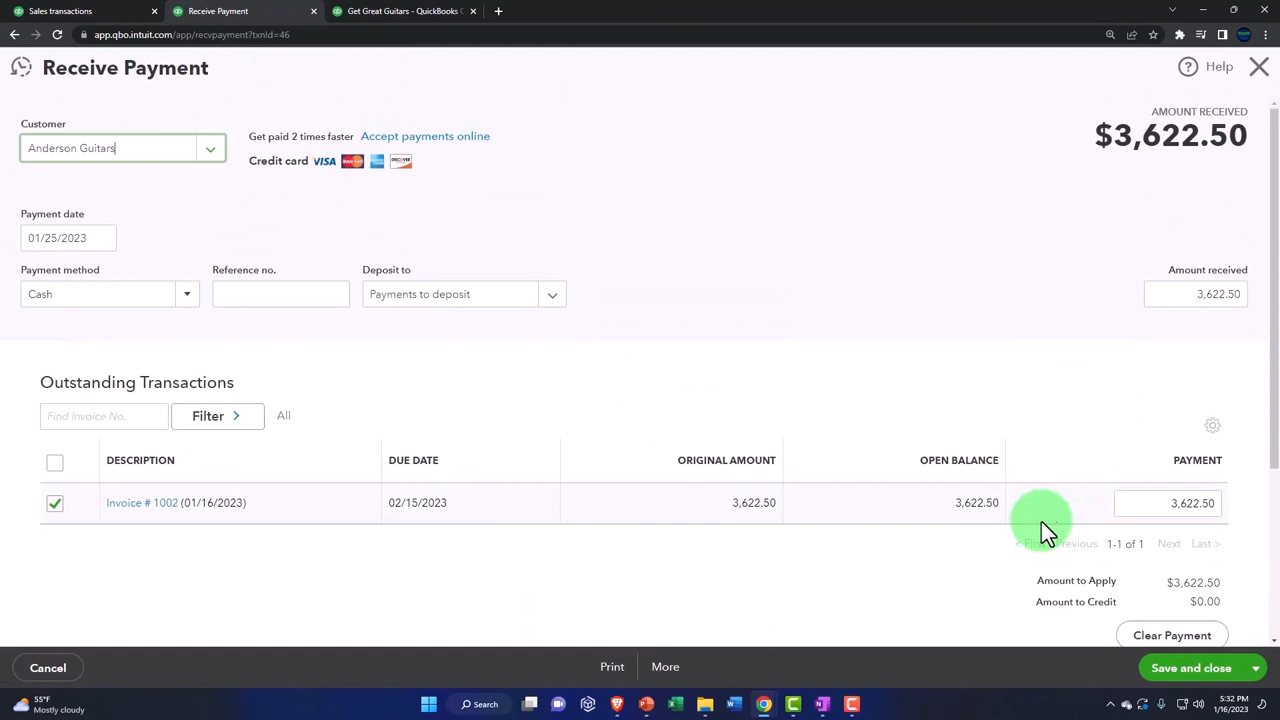 Sales transactions
Receive Payment
Get Great Guitars - QuickBooks
app.qbo.intuit.com/app/recvpayment?txnId=46
Receive Payment
Help
Customer
Anderson Guitars
Get paid 2 times faster Accept payments online
Credit card VISA
AMOUNT RECEIVED
$3,622.50
Payment date
01/25/2023
Payment method
Reference no.
Deposit to
Amount received
Cash
Payments to deposit
3,622.50
Outstanding Transactions
Find Invoice No.
Filter >
All
DESCRIPTION
DUE DATE
ORIGINAL AMOUNT
OPEN BALANCE
PAYMENT
Invoice # 1002 (01/16/2023)
02/15/2023
3,622.50
3,622.50
3,622.50
< First Previous 1-1 of 1 Next Last >
Amount to Apply $3,622.50
Amount to Credit $0.00
Clear Payment
Cancel
Print
More
Save and close
55°F
Mostly cloudy
Search
5:32 PM
1/16/2023